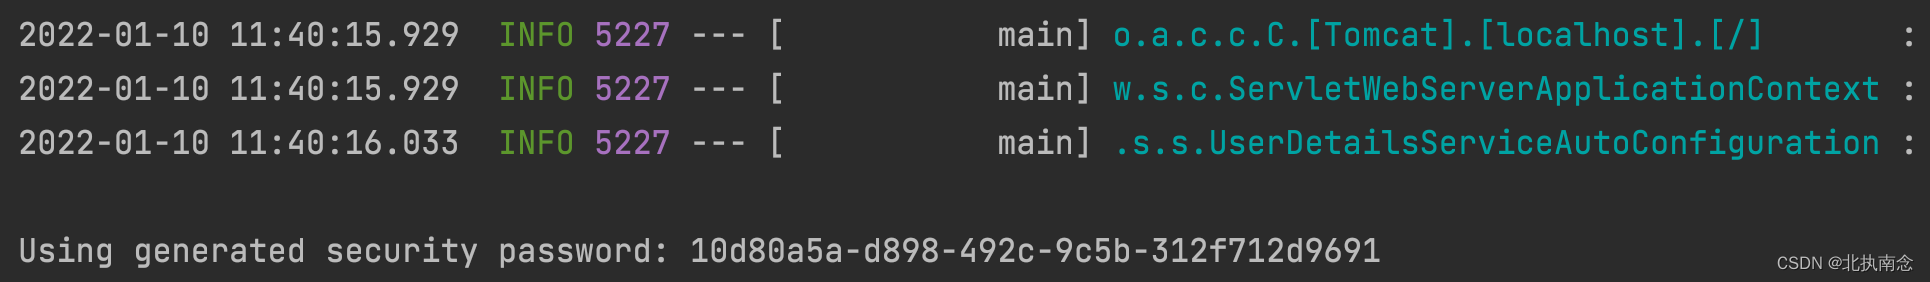 2022-01-10 11:40:15.929  INFO 5227 --- [           main] o.a.c.c.C.[Tomcat].[localhost].[/]       :
2022-01-10 11:40:15.929  INFO 5227 --- [           main] w.s.c.ServletWebServerApplicationContext :
2022-01-10 11:40:16.033  INFO 5227 --- [           main] .s.s.UserDetailsServiceAutoConfiguration :
Using generated security password: 10d80a5a-d898-492c-9c5b-312f712d9691
CSDN @北执南念